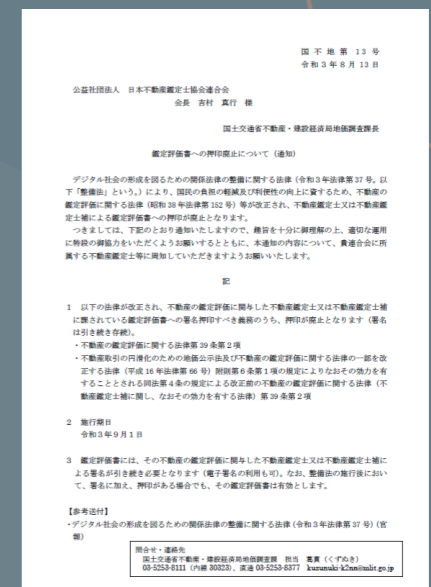 国 不 地 第 13 号
令 和 3 年 8 月 13 日
公益社団法人 日本不動産鑑定士協会連合会
会長 吉村 真行 様
国土交通省不動産・建設経済局地価調査課長
鑑定評価書への押印廃止について（通知）
デジタル社会の形成を図るための関係法律の整備に関する法律（令和3年法律第37号。以
下「整備法」という。）により、国民の負担の軽減及び利便性の向上に資するため、不動産の
鑑定評価に関する法律（昭和38年法律第152号）等が改正され、不動産鑑定士又は不動産鑑
定士補による鑑定評価書への押印が廃止となります。
つきましては、下記のとおり通知いたしますので、趣旨を十分に御理解の上、適切な運用
に特段の御協力をいただくようお願いするとともに、本通知の内容について、貴連合会に所
属する不動産鑑定士等に周知していただきますようお願いいたします。
記
1 以下の法律が改正され、不動産の鑑定評価に関与した不動産鑑定士又は不動産鑑定士補
に課されている鑑定評価書への署名押印すべき義務のうち、押印が廃止となります（署名
は引き続き存続）。
・不動産の鑑定評価に関する法律第39条第2項
・不動産取引の円滑化のための地価公示法及び不動産の鑑定評価に関する法律の一部を改
正する法律（平成16年法律第66号）附則第6条第1項の規定によりなおその効力を有
することとされる同法第4条の規定による改正前の不動産の鑑定評価に関する法律（不
動産鑑定士補に関し、なおその効力を有する法律）第39条第2項
2 施行期日
令和3年9月1日
3 鑑定評価書には、その不動産の鑑定評価に関与した不動産鑑定士又は不動産鑑定士補に
よる署名が引き続き必要となります（電子署名の利用も可）。なお、整備法の施行後におい
て、署名に加え、押印がある場合でも、その鑑定評価書は有効とします。
【参考送付】
・デジタル社会の形成を図るための関係法律の整備に関する法律（令和3年法律第37号）（官
報）
問合せ・連絡先
国土交通省不動産・建設経済局地価調査課 担当 葛貫（くずぬき）
03-5253-8111（内線 30323）、直通 03-5253-8377 kuzunuki-k2nn@mlit.go.jp